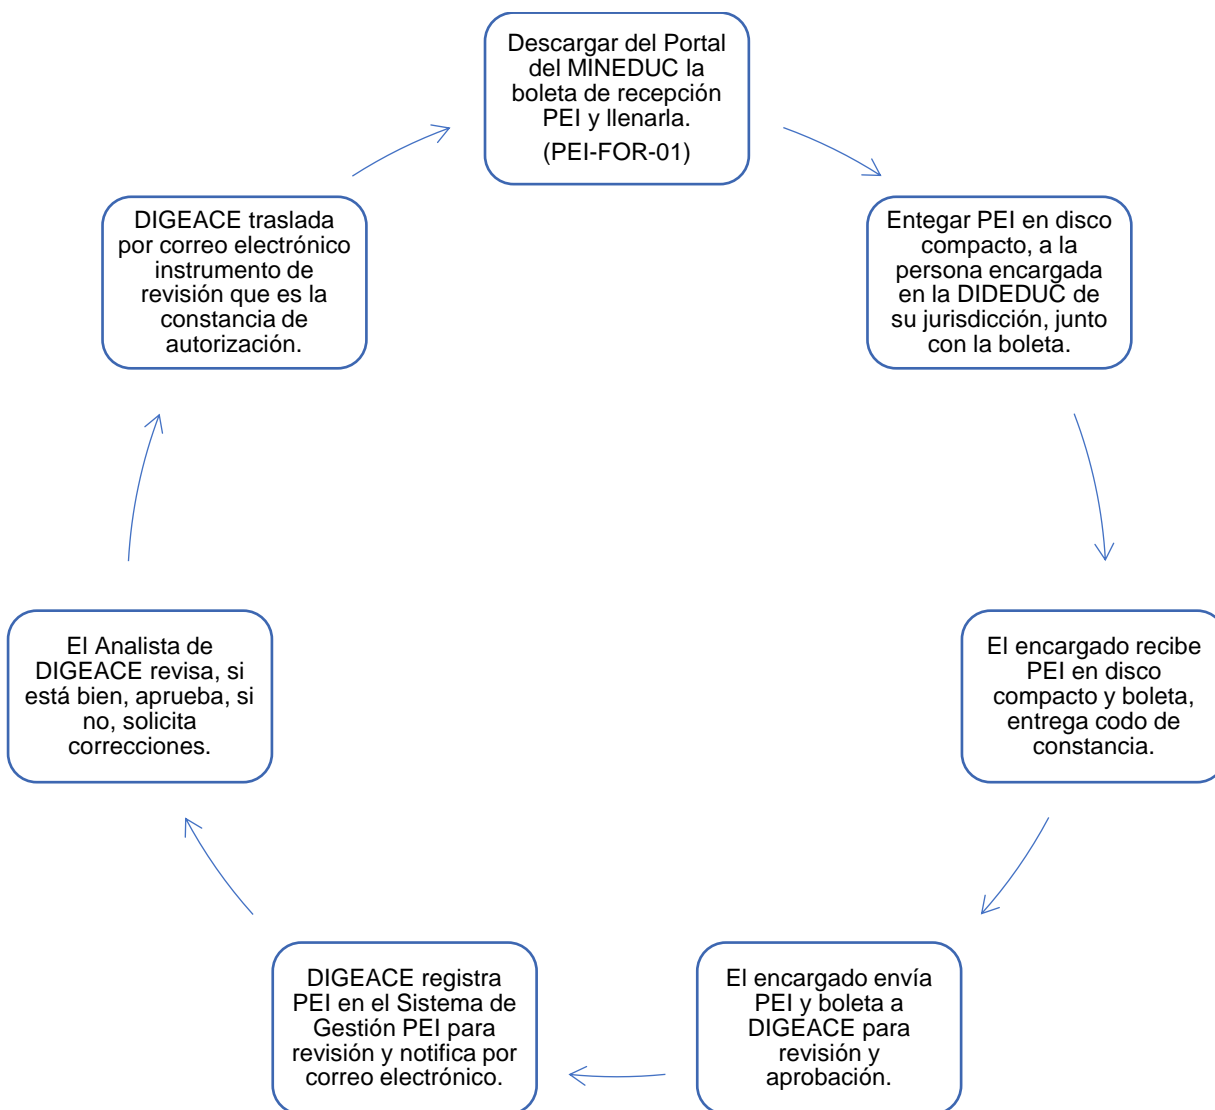 Descargar del Portal
del MINEDUC la
boleta de recepción
PEI y llenarla.
(PEI-FOR-01)
Entegar PEI en disco
compacto, a la
persona encargada
en la DIDEDUC de
su jurisdicción, junto
con la boleta.
El encargado recibe
PEI en disco
compacto y boleta,
entrega codo de
constancia.
El encargado envía
PEI y boleta a
DIGEACE para
revisión y
aprobación.
DIGEACE registra
PEI en el Sistema de
Gestión PEI para
revisión y notifica por
correo electrónico.
El Analista de
DIGEACE revisa, si
está bien, aprueba, si
no, solicita
correcciones.
DIGEACE traslada
por correo electrónico
instrumento de
revisión que es la
constancia de
autorización.